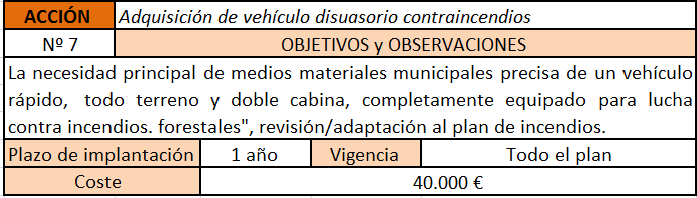 ACCIÓN Adquisición de vehículo disuasorio contraincendios
Nº 7 OBJETIVOS y OBSERVACIONES
La necesidad principal de medios materiales municipales precisa de un vehículo
rápido, todo terreno y doble cabina, completamente equipado para lucha
contra incendios. forestales", revisión/adaptación al plan de incendios.
Plazo de implantación 1 año Vigencia Todo el plan
Coste 40.000 €